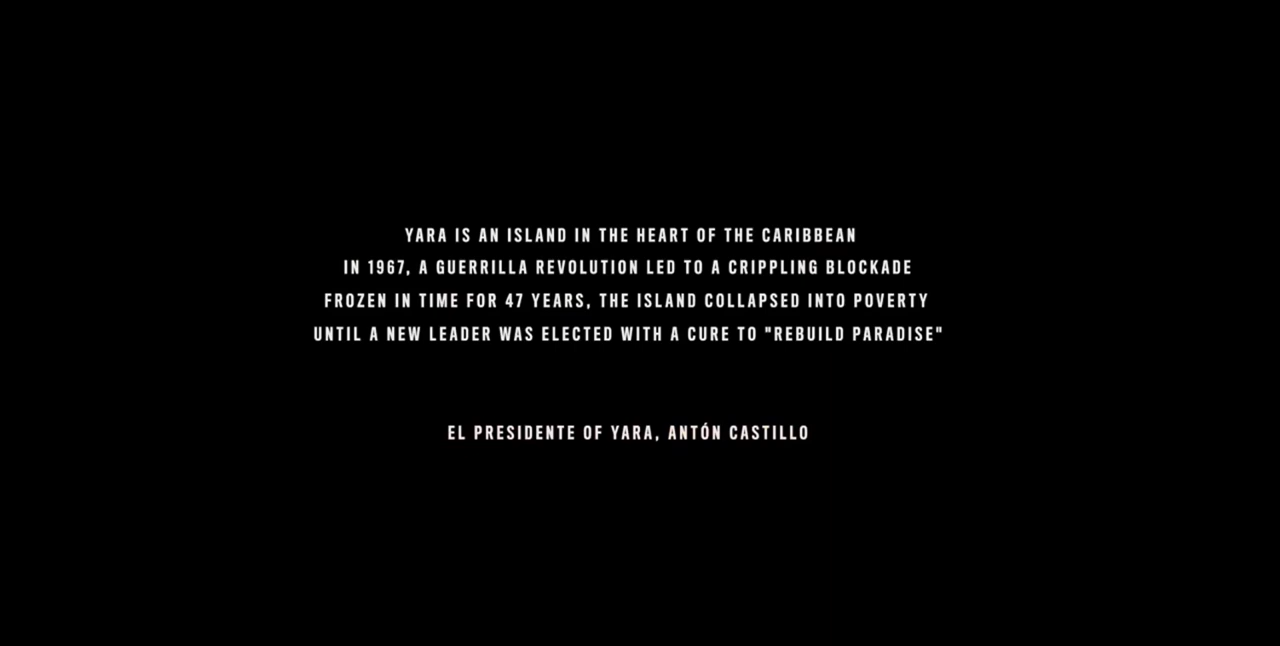 YARA IS AN ISLAND IN THE HEART OF THE CARIBBEAN
IN 1967, A GUERRILLA REVOLUTION LED TO A CRIPPLING BLOCKADE
FROZEN IN TIME FOR 47 YEARS, THE ISLAND COLLAPSED INTO POVERTY
UNTIL A NEW LEADER WAS ELECTED WITH A CURE TO "REBUILD PARADISE"
EL PRESIDENTE OF YARA, ANTÓN CASTILLO